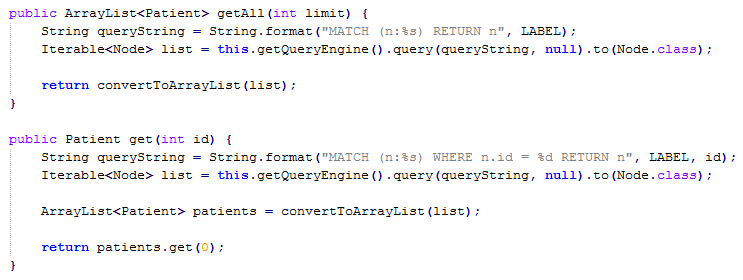 public ArrayList<Patient> getAll(int limit) {
    String queryString = String.format("MATCH (n:%s) RETURN n", LABEL);
    Iterable<Node> list = this.getQueryEngine().query(queryString, null).to(Node.class);
    return convertToArrayList(list);
}
public Patient get(int id) {
    String queryString = String.format("MATCH (n:%s) WHERE n.id = %d RETURN n", LABEL, id);
    Iterable<Node> list = this.getQueryEngine().query(queryString, null).to(Node.class);
    ArrayList<Patient> patients = convertToArrayList(list);
    return patients.get(0);
}